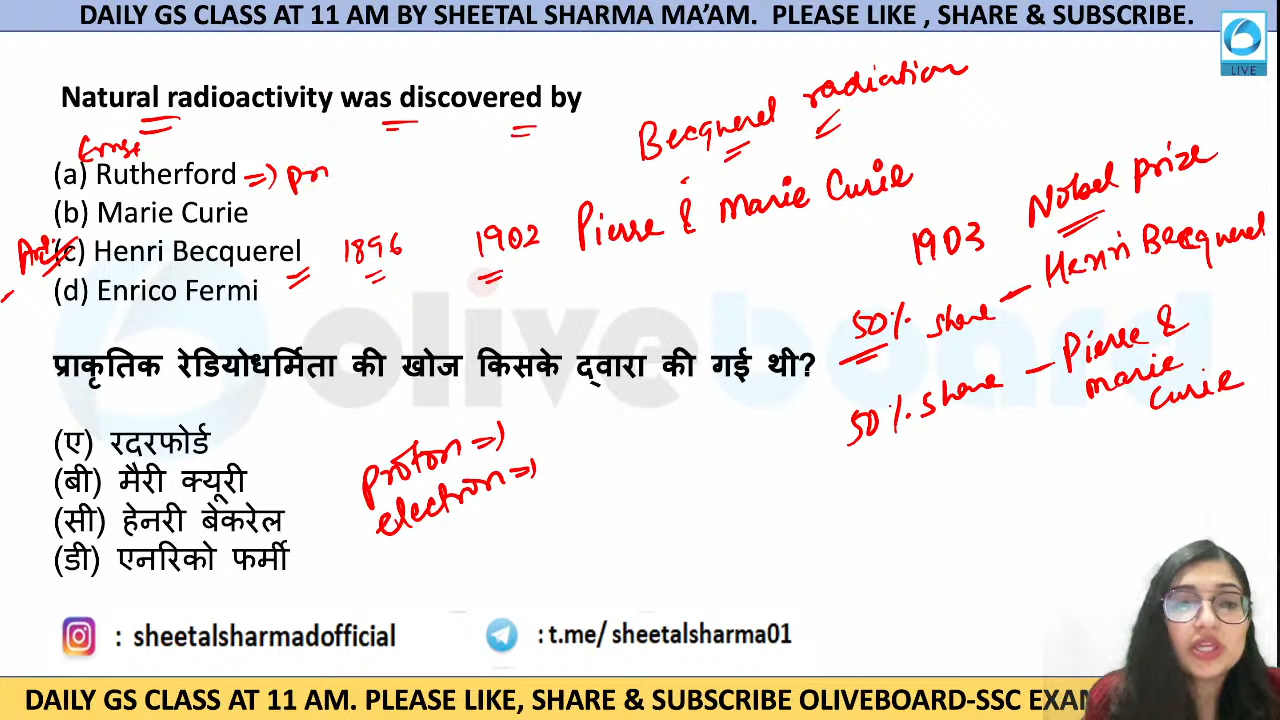 DAILY GS CLASS AT 11 AM BY SHEETAL SHARMA MA’AM. PLEASE LIKE , SHARE & SUBSCRIBE.
LIVE
Natural radioactivity was discovered by
Becquerel radiation
(a) Rutherford => pro
(b) Marie Curie
(c) Henri Becquerel 1896 1902 Pierre & Marie Curie
(d) Enrico Fermi
1903 Nobel Prize
50% share – Henri Becquerel
50% share – Pierre &
marie
Curie
oliveboard
प्राकृतिक रेडियोधर्मिता की खोज किसके द्वारा की गई थी?
(ए) रदरफोर्ड
(बी) मैरी क्यूरी
(सी) हेनरी बेकरेल
(डी) एनरिको फर्मी
proton =>
electron =>
: sheetalsharmadofficial
: t.me/ sheetalsharma01
DAILY GS CLASS AT 11 AM. PLEASE LIKE, SHARE & SUBSCRIBE OLIVEBOARD-SSC EXAM